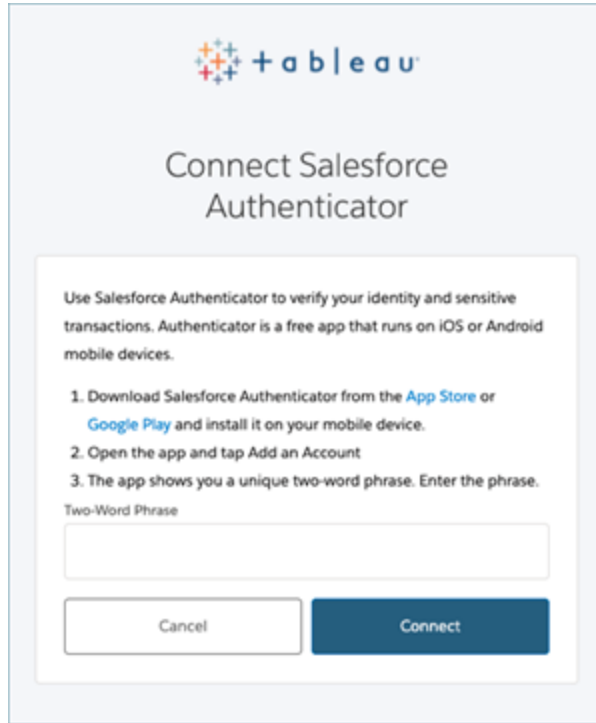 + a b | e a u
Connect Salesforce
Authenticator
Use Salesforce Authenticator to verify your identity and sensitive
transactions. Authenticator is a free app that runs on iOS or Android
mobile devices.
1. Download Salesforce Authenticator from the App Store or
Google Play and install it on your mobile device.
2. Open the app and tap Add an Account
3. The app shows you a unique two-word phrase. Enter the phrase.
Two-Word Phrase
Cancel
Connect